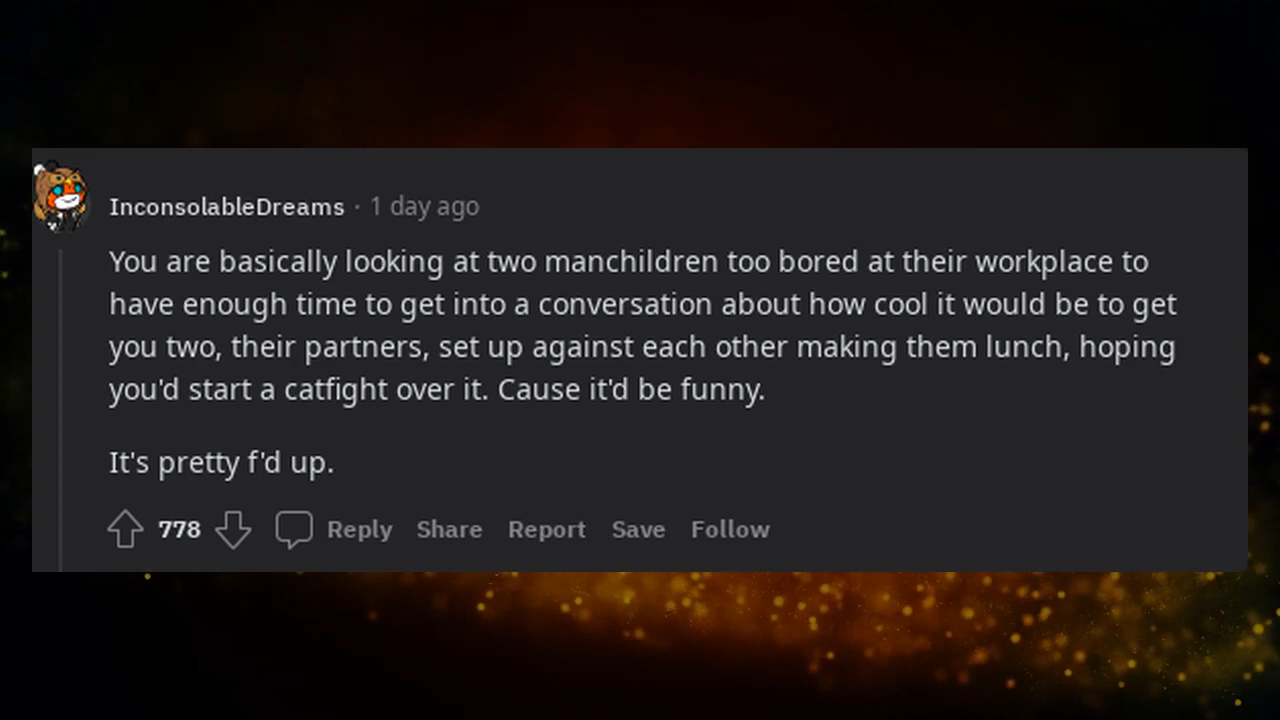 InconsolableDreams · 1 day ago
You are basically looking at two manchildren too bored at their workplace to
have enough time to get into a conversation about how cool it would be to get
you two, their partners, set up against each other making them lunch, hoping
you'd start a catfight over it. Cause it'd be funny.
It's pretty f'd up.
778 Reply Share Report Save Follow